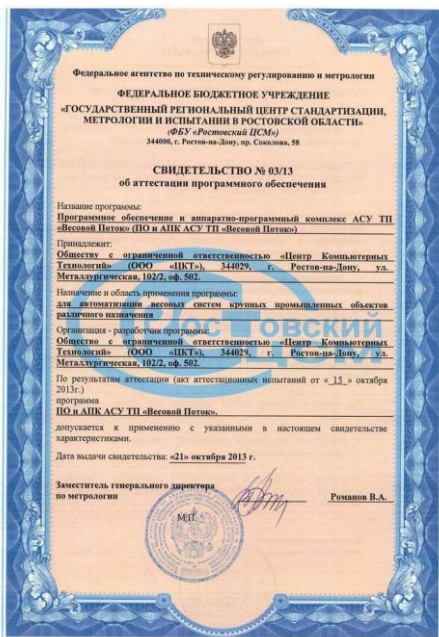 Федеральное агентство по техническому регулированию и метрологии
ФЕДЕРАЛЬНОЕ БЮДЖЕТНОЕ УЧРЕЖДЕНИЕ
«ГОСУДАРСТВЕННЫЙ РЕГИОНАЛЬНЫЙ ЦЕНТР СТАНДАРТИЗАЦИИ,
МЕТРОЛОГИИ И ИСПЫТАНИЙ В РОСТОВСКОЙ ОБЛАСТИ»
(ФБУ «Ростовский ЦСМ»)
344000, г. Ростов-на-Дону, пр. Соколова, 58
СВИДЕТЕЛЬСТВО № 03/13
об аттестации программного обеспечения
Название программы:
Программное обеспечение и аппаратно-программный комплекс АСУ ТП
«Весовой Поток» (ПО и АПК АСУ ТП «Весовой Поток»)
Принадлежит:
Обществу с ограниченной ответственностью «Центр Компьютерных
Технологий» (ООО «ЦКТ»), 344029, г. Ростов-на-Дону, ул.
Металлургическая, 102/2, оф. 502.
Назначение и область применения программы:
для автоматизации весовых систем крупных промышленных объектов
различного назначения
Организация - разработчик программы:
Общество с ограниченной ответственностью «Центр Компьютерных
Технологий» (ООО «ЦКТ»), 344029, г. Ростов-на-Дону, ул.
Металлургическая, 102/2, оф. 502.
По результатам аттестации (акт аттестационных испытаний от «_15_» октября
2013г.)
программа
ПО и АПК АСУ ТП «Весовой Поток».
допускается к применению с указанными в настоящем свидетельстве
характеристиками.
Дата выдачи свидетельства: «21» октября 2013 г.
Заместитель генерального директора
по метрологии Романов В.А.
М.П.